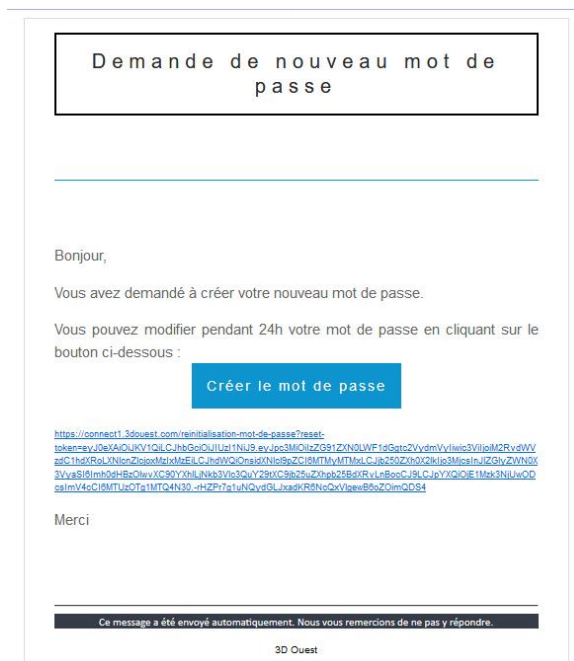 Demande de nouveau mot de
passe
Bonjour,
Vous avez demandé à créer votre nouveau mot de passe.
Vous pouvez modifier pendant 24h votre mot de passe en cliquant sur le
bouton ci-dessous :
Créer le mot de passe
https://connect1.3douest.com/reinitialisation-mot-de-passe?reset-
Merci
Ce message a été envoyé automatiquement. Nous vous remercions de ne pas y répondre.
3D Ouest